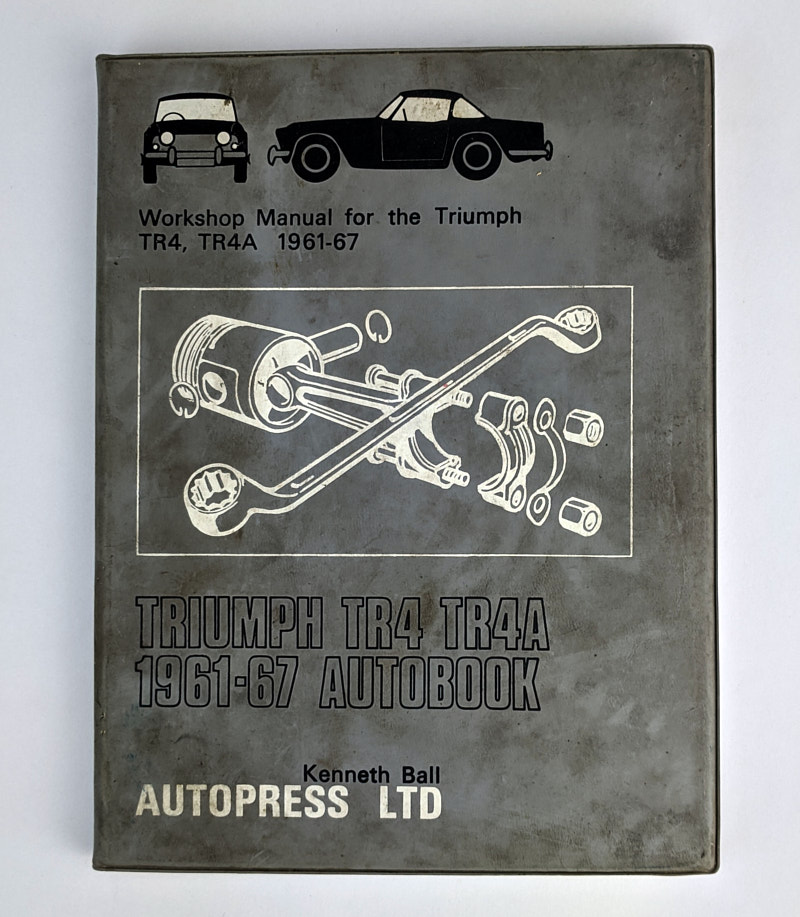 Workshop Manual for the Triumph
TR4, TR4A 1961-67
TRIUMPH TR4 TR4A
1961-67 AUTOBOOK
Kenneth Ball
AUTOPRESS LTD